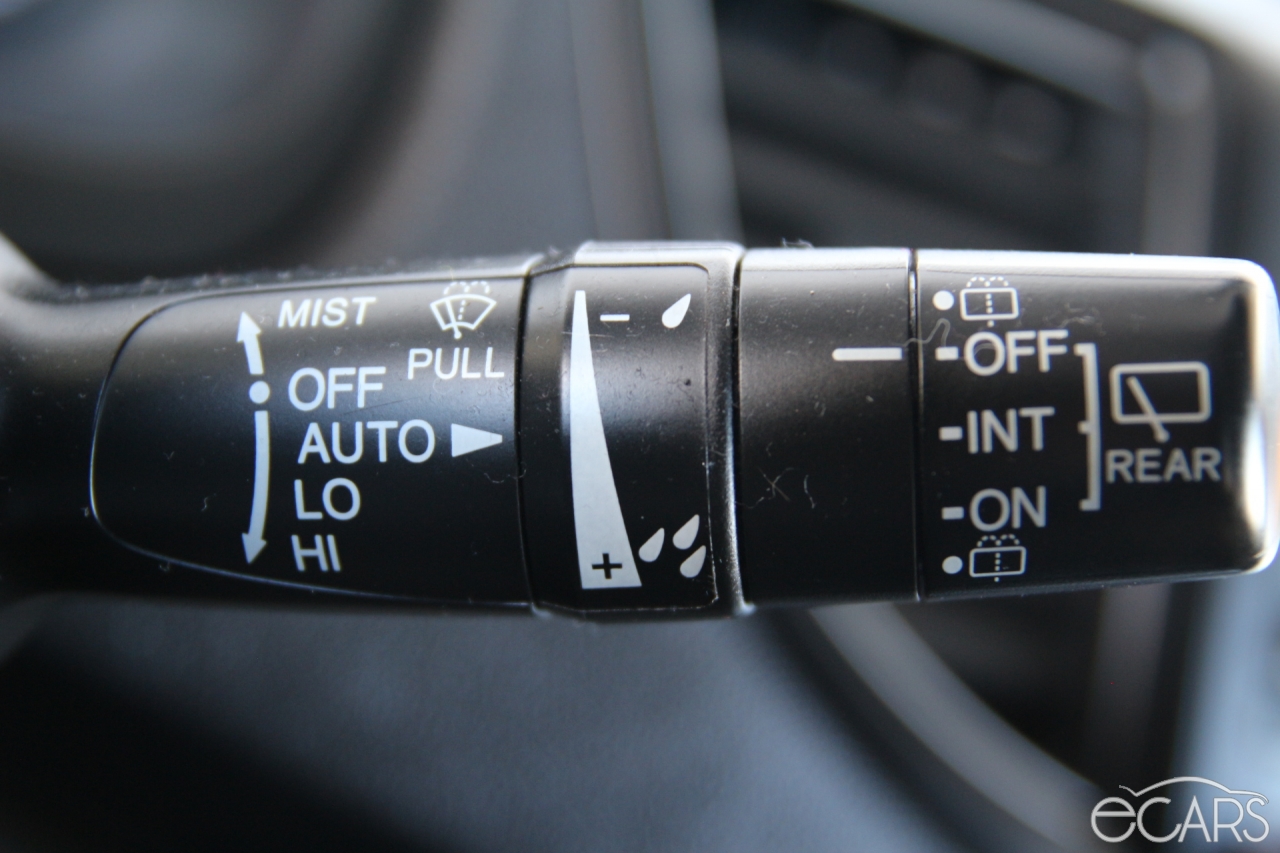 MIST
PULL
OFF
AUTO
LO
HI
−
+
OFF
INT
ON
REAR
eCARS